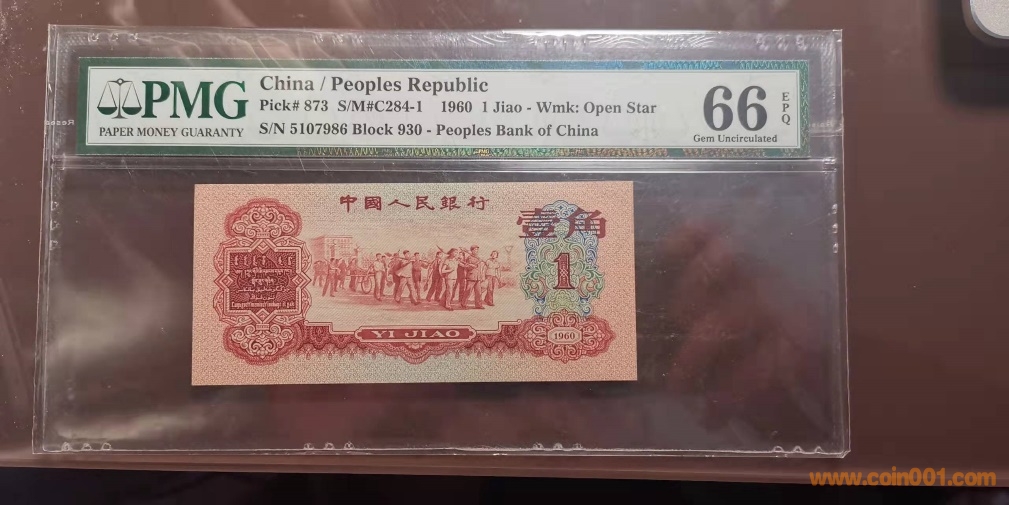 PMG
PAPER MONEY GUARANTY
China / Peoples Republic
Pick# 873 S/M#C284-1 1960 1 Jiao - Wmk: Open Star
S/N 5107986 Block 930 - Peoples Bank of China
66
EPQ
Gem Uncirculated
中國人民銀行
壹角
1
YI JIAO
1960
www.coin001.com